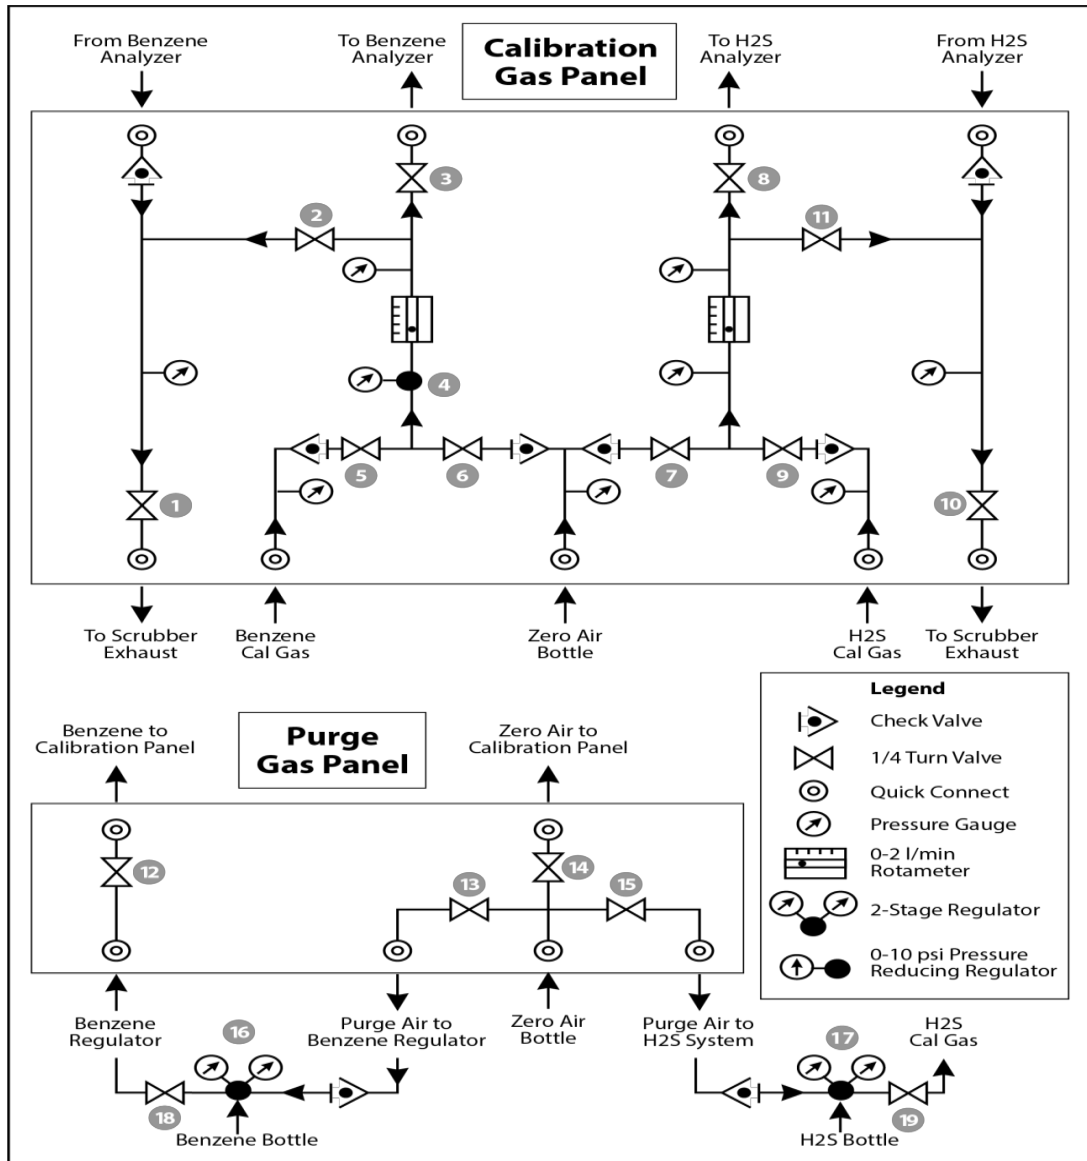 From Benzene
Analyzer
To Benzene
Analyzer
Calibration
Gas Panel
To H2S
Analyzer
From H2S
Analyzer
3
8
2
11
4
5
6
7
9
1
10
To Scrubber
Exhaust
Benzene
Cal Gas
Zero Air
Bottle
H2S
Cal Gas
To Scrubber
Exhaust
Legend
Check Valve
1/4 Turn Valve
Quick Connect
Pressure Gauge
0-2 l/min
Rotameter
2-Stage Regulator
0-10 psi Pressure
Reducing Regulator
Benzene to
Calibration Panel
Purge
Gas Panel
Zero Air to
Calibration Panel
12
13
14
15
Benzene
Regulator
Purge Air to
Benzene Regulator
Zero Air
Bottle
Purge Air to
H2S System
H2S
Cal Gas
16
17
18
19
Benzene Bottle
H2S Bottle